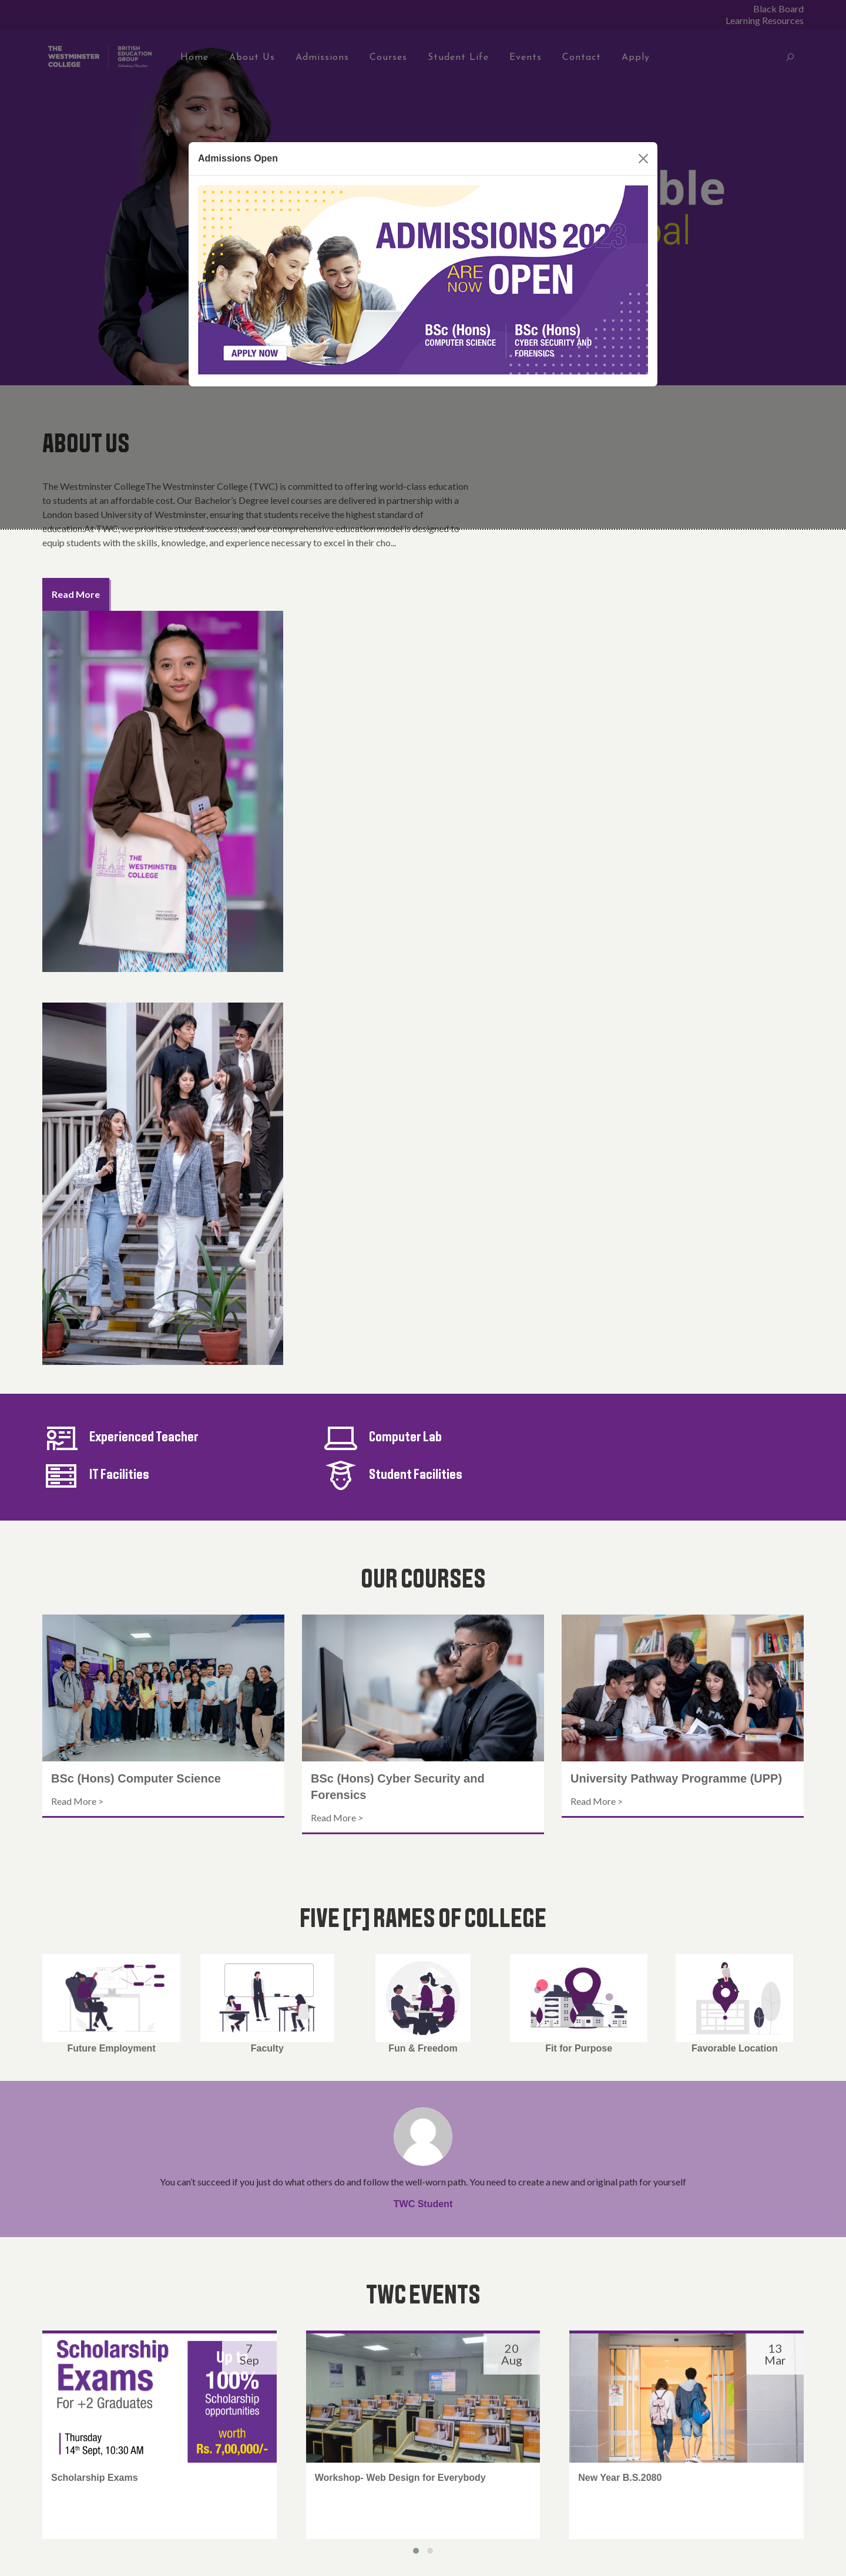 Black Board
Learning Resources
THE WESTMINSTER COLLEGE
BRITISH EDUCATION GROUP
Home About Us Admissions Courses Student Life Events Contact Apply
Admissions Open
ble
ADMISSIONS 2023
ARE NOW OPEN
BSc (Hons)
COMPUTER SCIENCE
BSc (Hons)
CYBER SECURITY AND
FORENSICS
APPLY NOW
ABOUT US
The Westminster CollegeThe Westminster College (TWC) is committed to offering world-class education
to students at an affordable cost. Our Bachelor’s Degree level courses are delivered in partnership with a
London based University of Westminster, ensuring that students receive the highest standard of
education.At TWC, we prioritise student success, and our comprehensive education model is designed to
equip students with the skills, knowledge, and experience necessary to excel in their cho...
Read More
THE
WESTMINSTER
COLLEGE
Experienced Teacher
Computer Lab
IT Facilities
Student Facilities
OUR COURSES
BSc (Hons) Computer Science
Read More >
BSc (Hons) Cyber Security and
Forensics
Read More >
University Pathway Programme (UPP)
Read More >
FIVE [F] RAMES OF COLLEGE
Future Employment
Faculty
Fun & Freedom
Fit for Purpose
Favorable Location
You can’t succeed if you just do what others do and follow the well-worn path. You need to create a new and original path for yourself
TWC Student
TWC EVENTS
Scholarship
Exams
For +2 Graduates
Thursday
14th Sept, 10:30 AM
Up
100%
Scholarship
opportunities
worth
Rs. 7,00,000/-
7
Sep
Scholarship Exams
20
Aug
Workshop- Web Design for Everybody
13
Mar
New Year B.S.2080